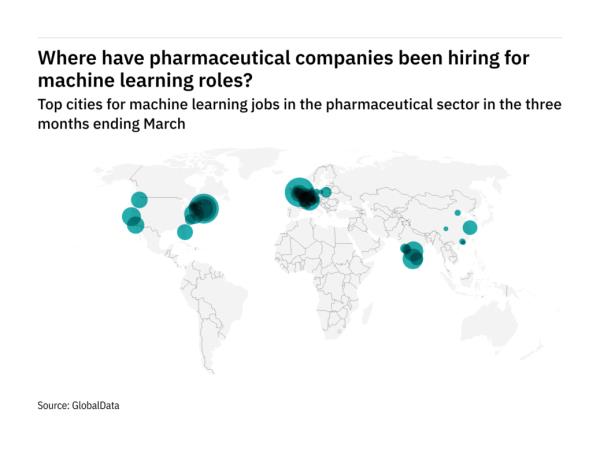 Where have pharmaceutical companies been hiring for
machine learning roles?
Top cities for machine learning jobs in the pharmaceutical sector in the three
months ending March
Source: GlobalData